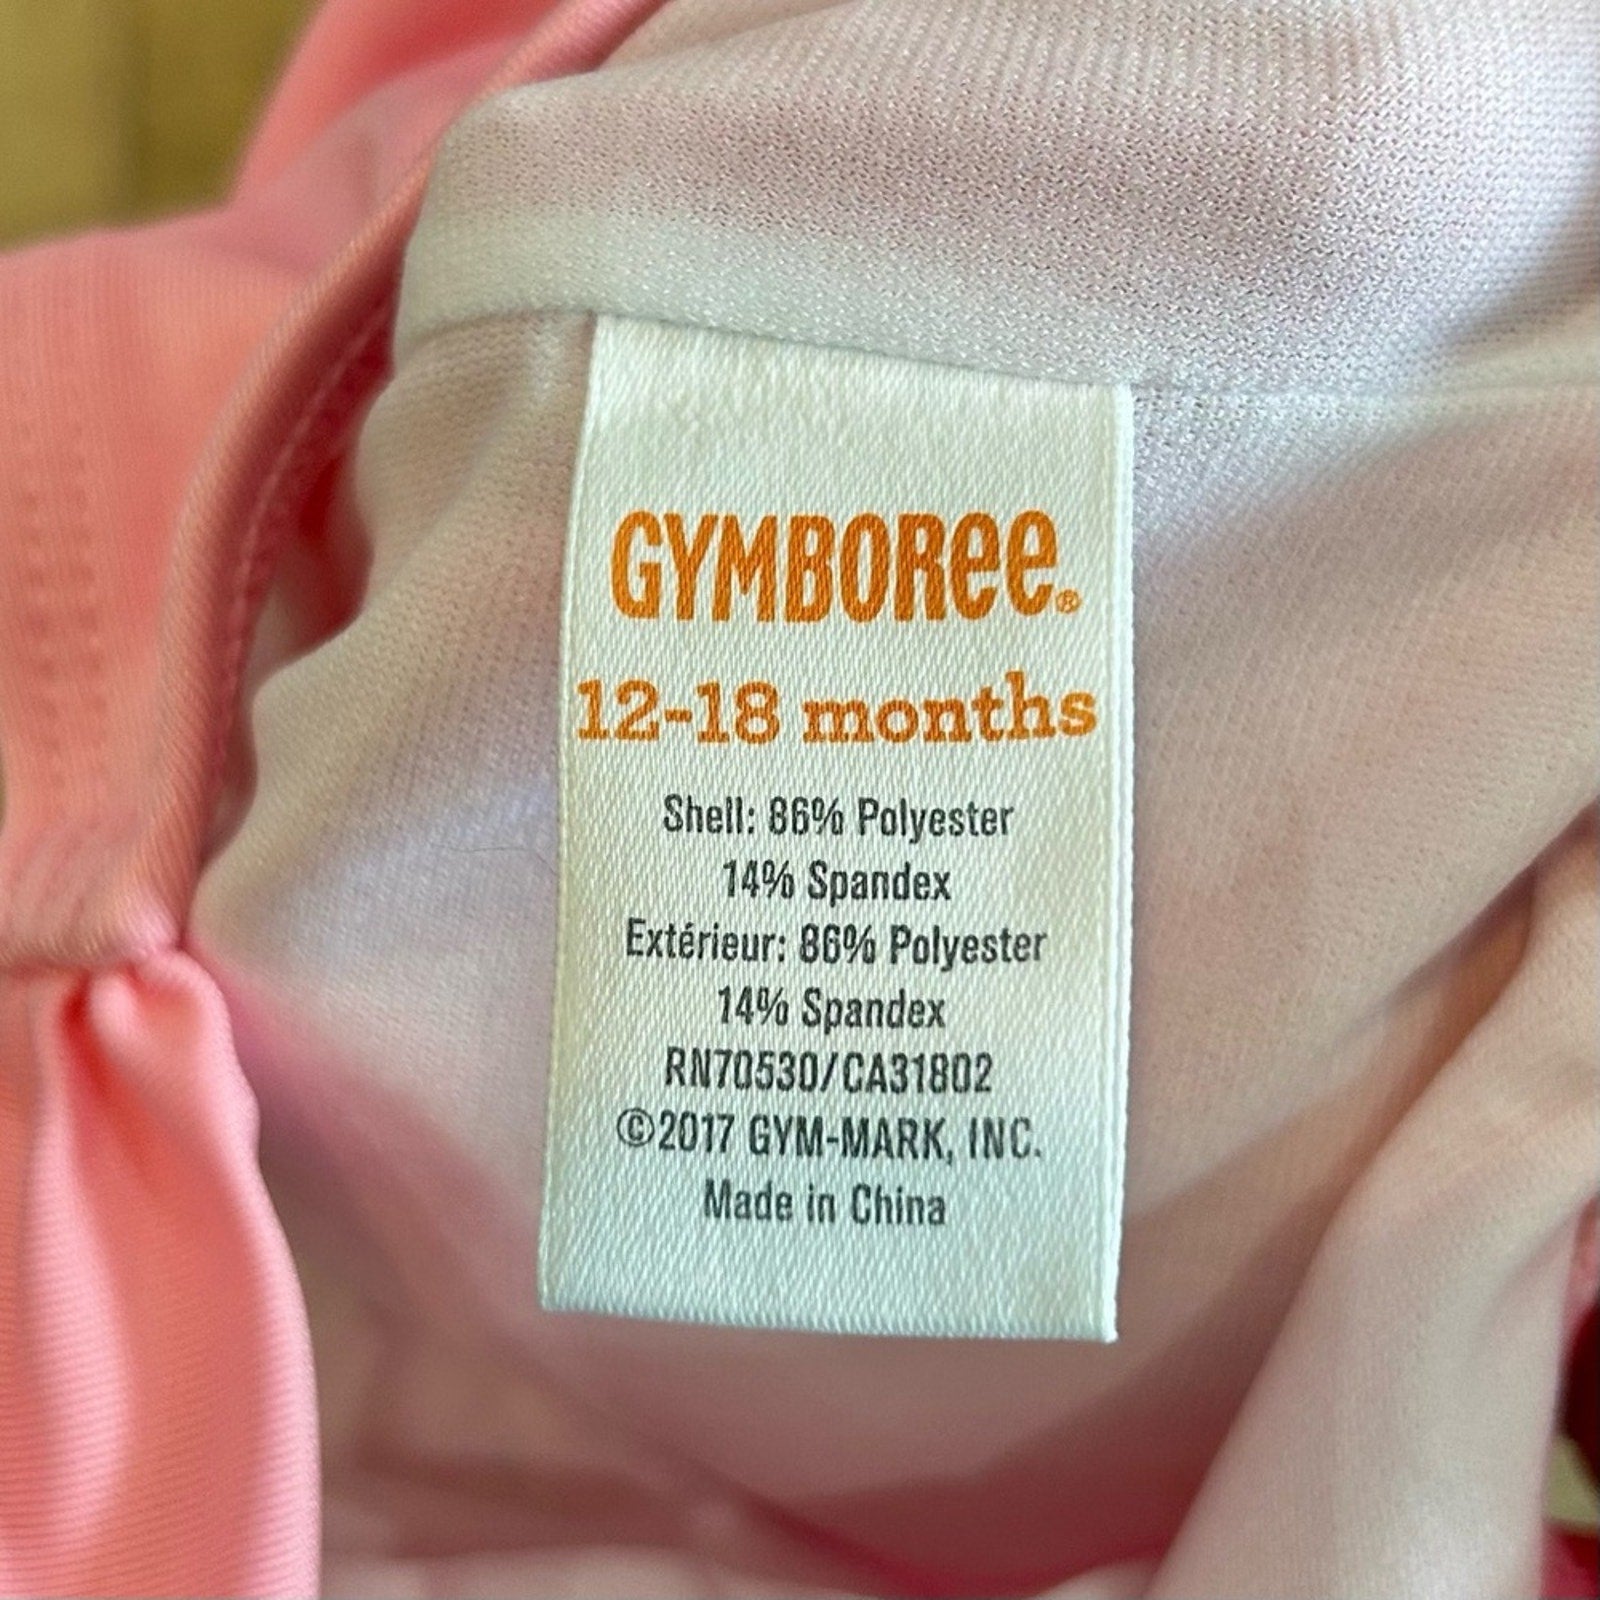 GYMBOREE®
12-18 months
Shell: 86% Polyester
14% Spandex
Extérieur: 86% Polyester
14% Spandex
RN70530/CA31802
©2017 GYM-MARK, INC.
Made in China